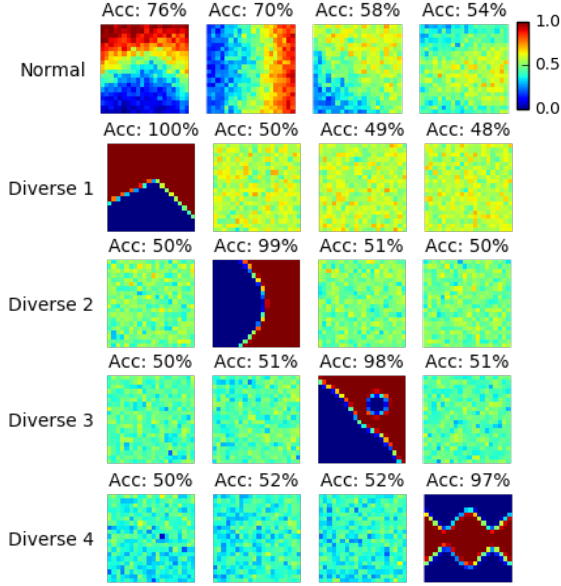 Acc: 76% Acc: 70% Acc: 58% Acc: 54%
Normal
1.0
0.5
0.0
Acc: 100% Acc: 50% Acc: 49% Acc: 48%
Diverse 1
Acc: 50% Acc: 99% Acc: 51% Acc: 50%
Diverse 2
Acc: 50% Acc: 51% Acc: 98% Acc: 51%
Diverse 3
Acc: 50% Acc: 52% Acc: 52% Acc: 97%
Diverse 4